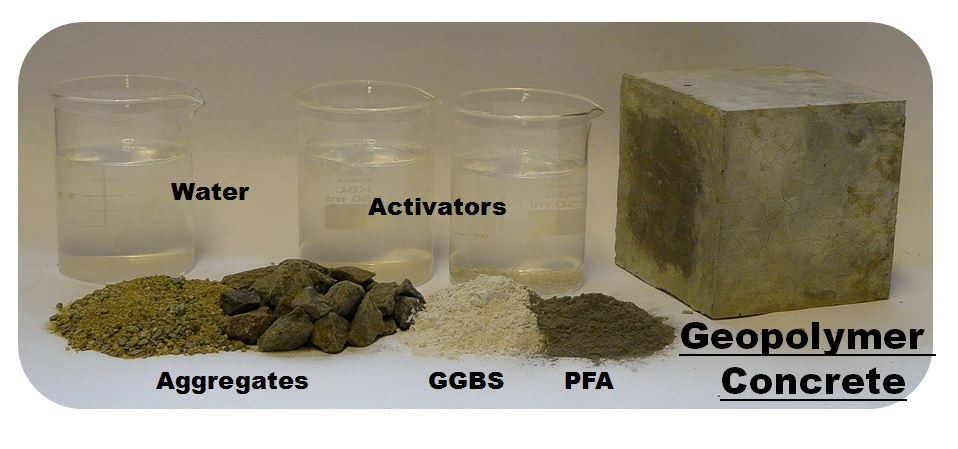 Water
Activators
Aggregates
GGBS
PFA
Geopolymer
Concrete